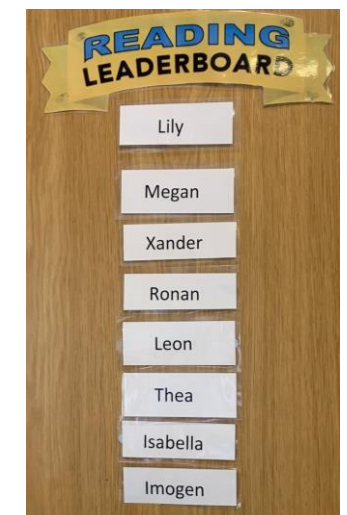 READING
LEADERBOARD
Lily
Megan
Xander
Ronan
Leon
Thea
Isabella
Imogen